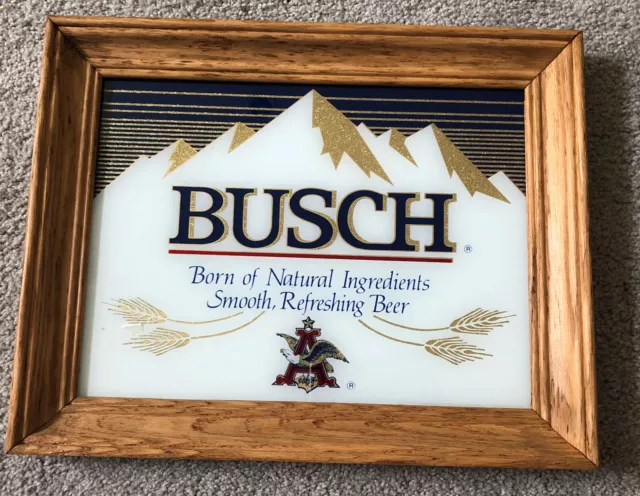 BUSCH®
Born of Natural Ingredients
Smooth, Refreshing Beer
A ®